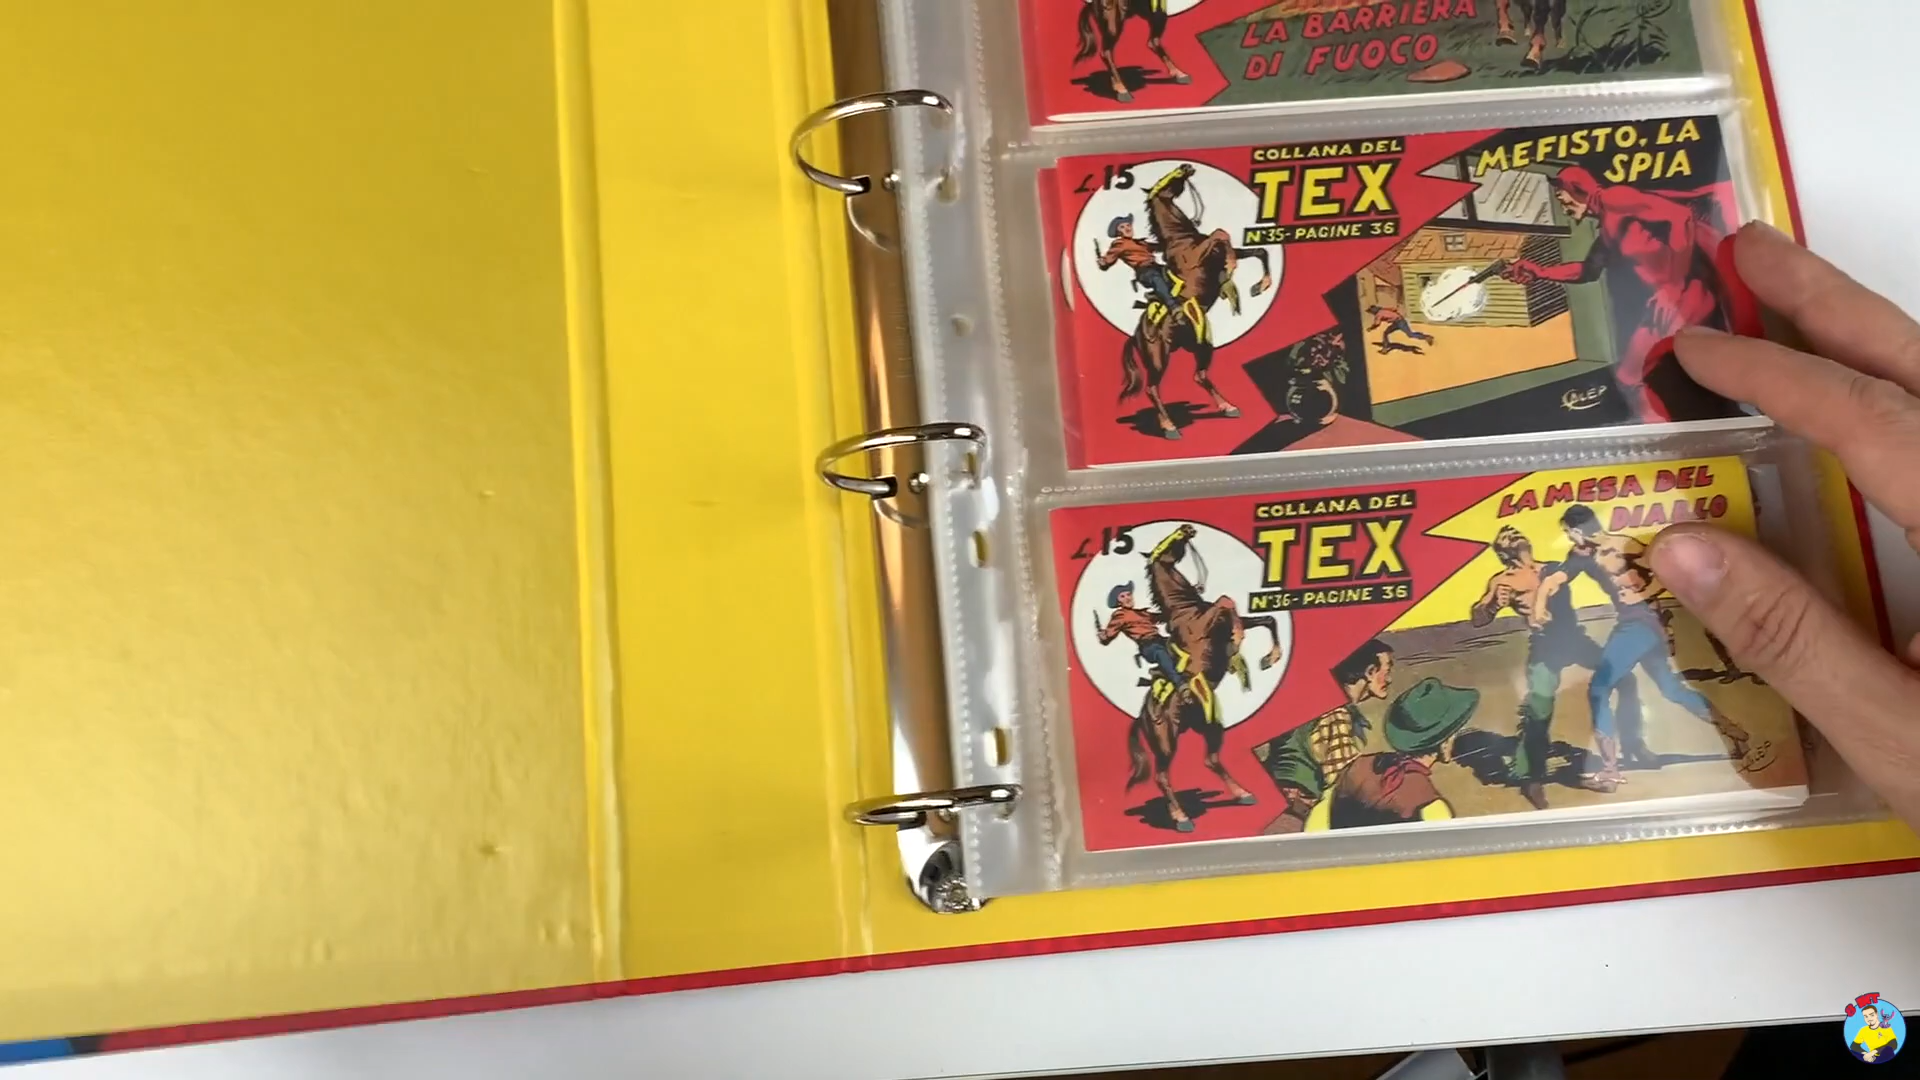 LA BARRIERA
DI FUOCO
L.15
COLLANA DEL
TEX
N°35-PAGINE 36
MEFISTO, LA
SPIA
GALEP
L.15
COLLANA DEL
TEX
N°36-PAGINE 36
LA MESA DEL
DIAVLO
GALEP